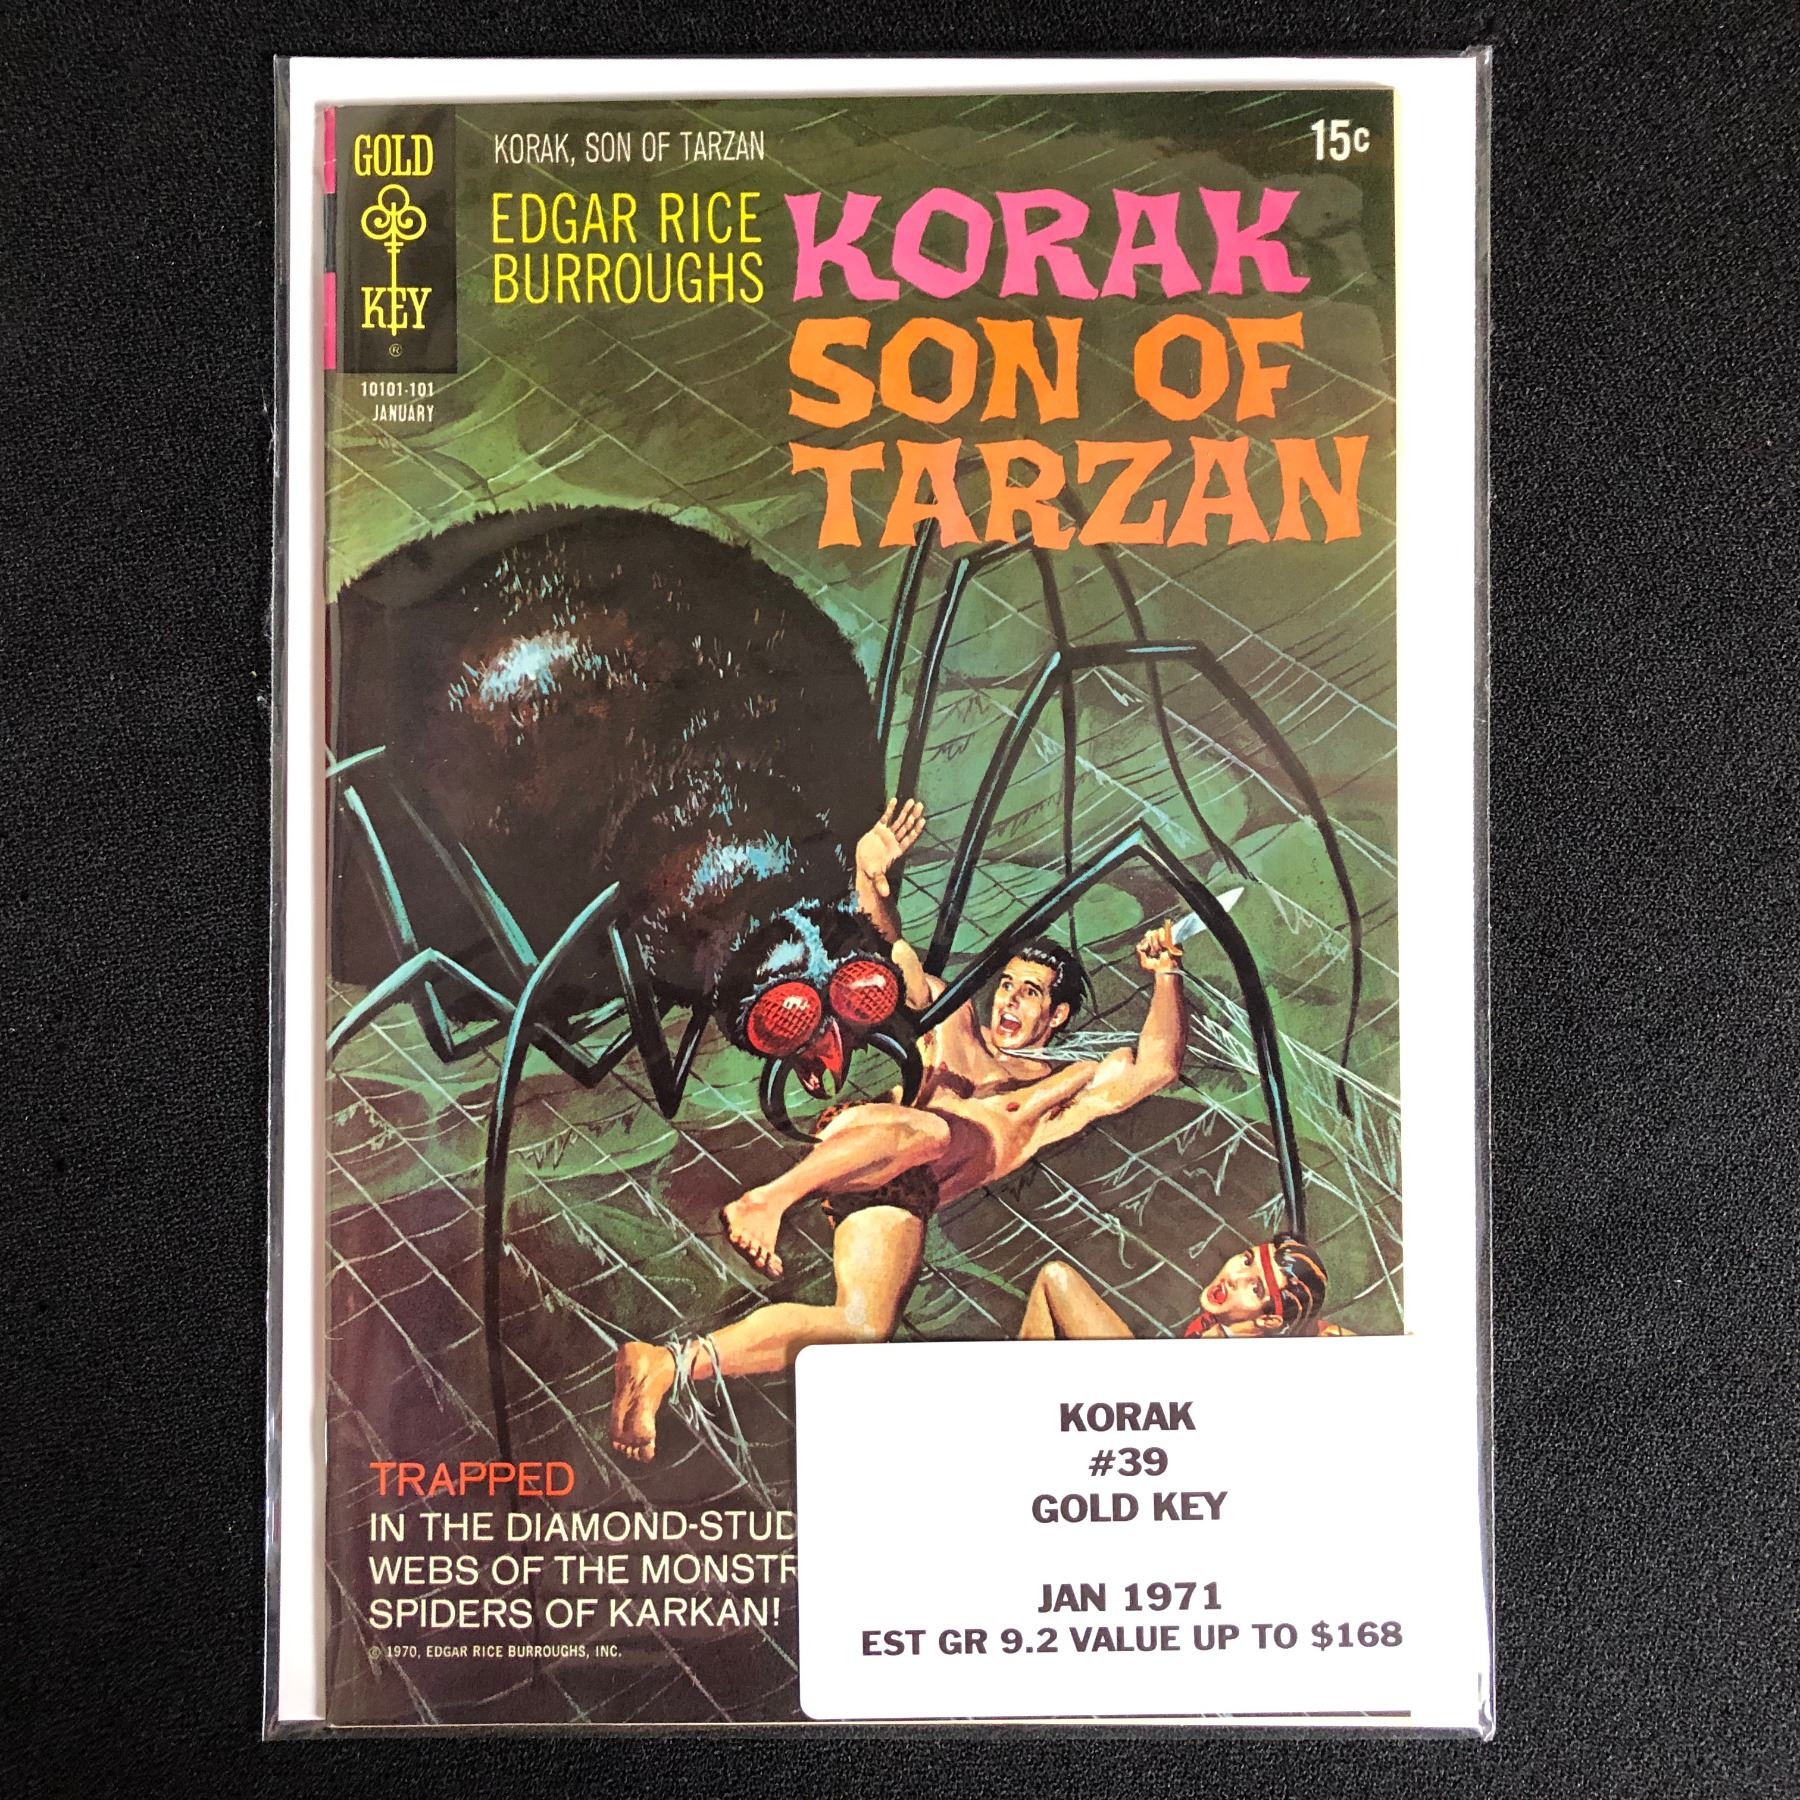 GOLD
KEY
®
10101-101
JANUARY
KORAK, SON OF TARZAN
EDGAR RICE
BURROUGHS
KORAK
SON OF
TARZAN
15c
TRAPPED
IN THE DIAMOND-STUD
WEBS OF THE MONSTR
SPIDERS OF KARKAN!
© 1970, EDGAR RICE BURROUGHS, INC.
KORAK
#39
GOLD KEY
JAN 1971
EST GR 9.2 VALUE UP TO $168